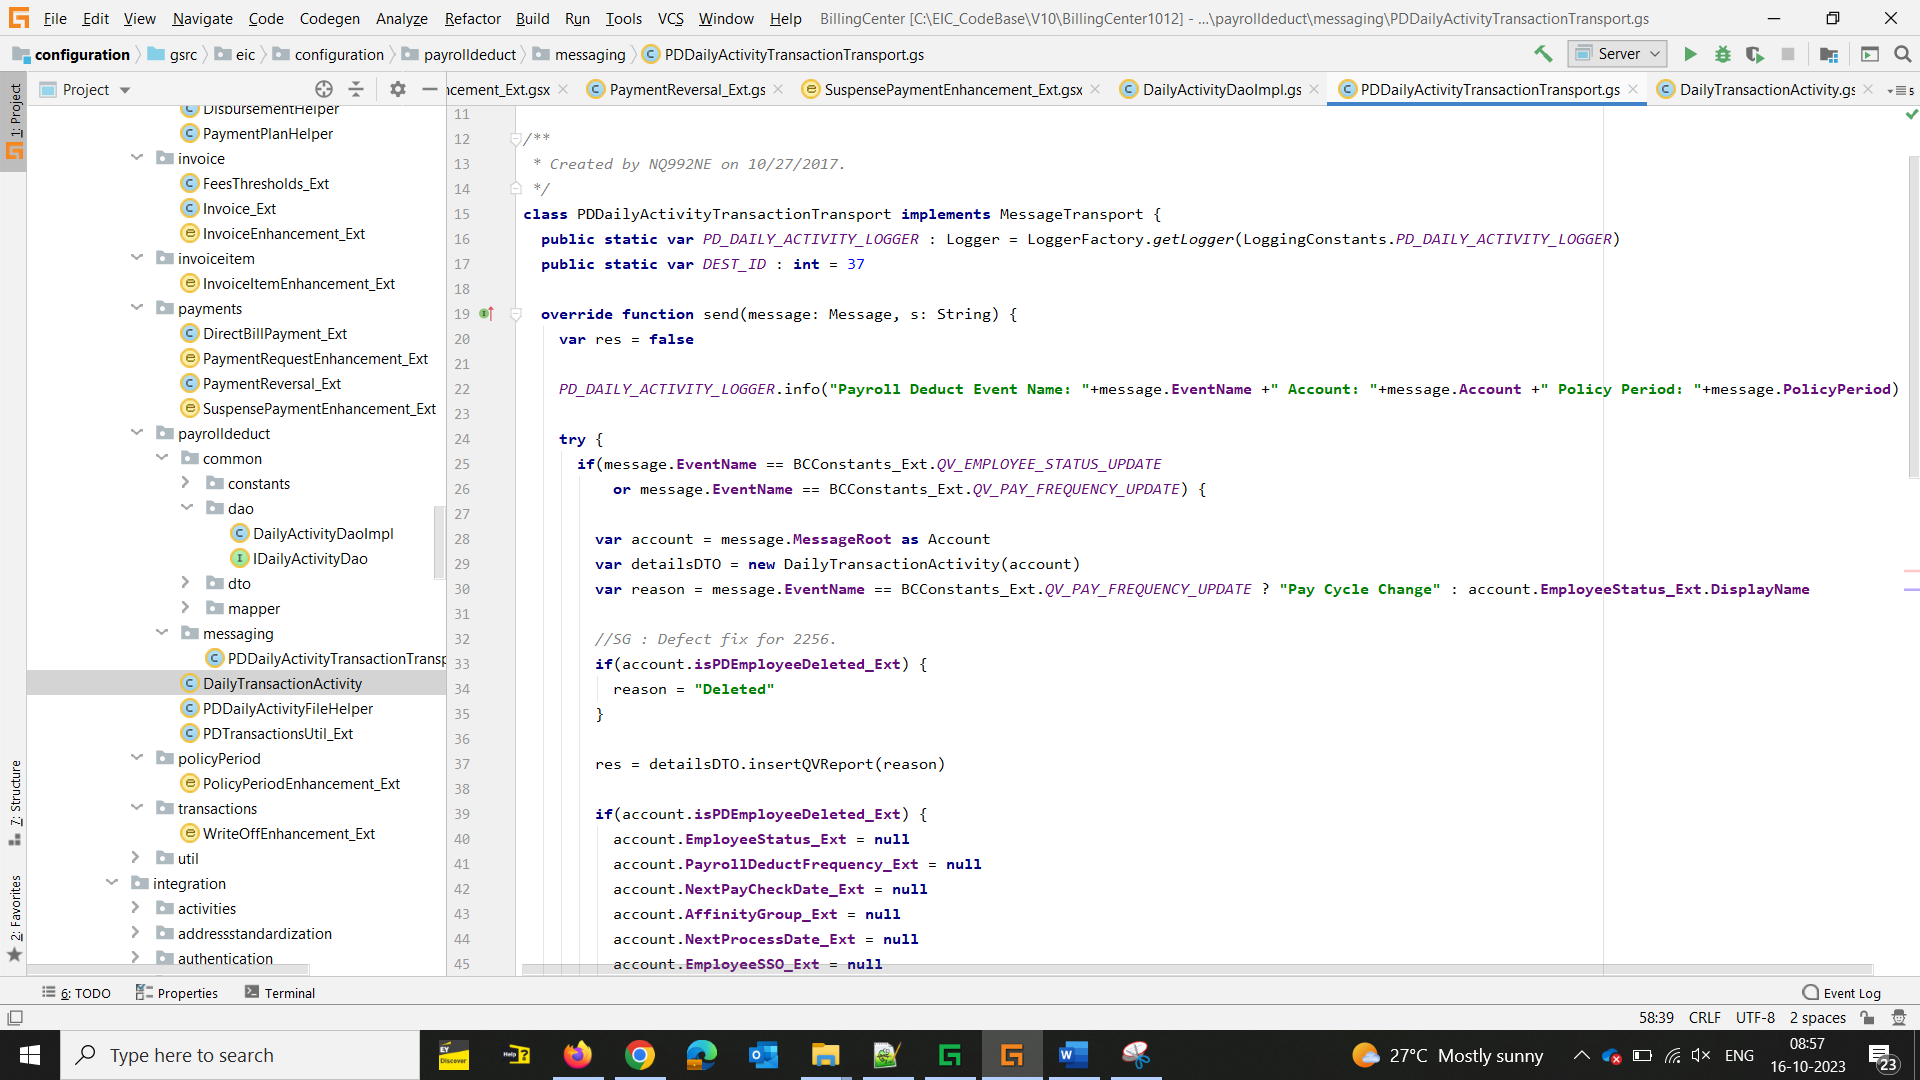 File Edit View Navigate Code Codegen Analyze Refactor Build Run Tools VCS Window Help BillingCenter [C:\EIC_CodeBase\V10\BillingCenter1012] - ...\payrolldeduct\messaging\PDDailyActivityTransactionTransport.gs
configuration gsrc eic configuration payrolldeduct messaging PDDailyActivityTransactionTransport.gs Server
Project
ncement_Ext.gsx PaymentReversal_Ext.gs SuspensePaymentEnhancement_Ext.gsx DailyActivityDaoImpl.gs PDDailyActivityTransactionTransport.gs DailyTransactionActivity.gs 5
1: Project
7: Structure
2: Favorites
DisbursementHelper
PaymentPlanHelper
invoice
FeesThresholds_Ext
Invoice_Ext
InvoiceEnhancement_Ext
invoiceitem
InvoiceItemEnhancement_Ext
payments
DirectBillPayment_Ext
PaymentRequestEnhancement_Ext
PaymentReversal_Ext
SuspensePaymentEnhancement_Ext
payrolldeduct
common
constants
dao
DailyActivityDaoImpl
IDailyActivityDao
dto
mapper
messaging
PDDailyActivityTransactionTransp
DailyTransactionActivity
PDDailyActivityFileHelper
PDTransactionsUtil_Ext
policyPeriod
PolicyPeriodEnhancement_Ext
transactions
WriteOffEnhancement_Ext
util
integration
activities
addressstandardization
authentication
11
12 /**
13 * Created by NQ992NE on 10/27/2017.
14 */
15 class PDDailyActivityTransactionTransport implements MessageTransport {
16 public static var PD_DAILY_ACTIVITY_LOGGER : Logger = LoggerFactory.getLogger(LoggingConstants.PD_DAILY_ACTIVITY_LOGGER)
17 public static var DEST_ID : int = 37
18
19 override function send(message: Message, s: String) {
20 var res = false
21
22 PD_DAILY_ACTIVITY_LOGGER.info("Payroll Deduct Event Name: "+message.EventName +" Account: "+message.Account +" Policy Period: "+message.PolicyPeriod)
23
24 try {
25 if(message.EventName == BCConstants_Ext.QV_EMPLOYEE_STATUS_UPDATE
26 or message.EventName == BCConstants_Ext.QV_PAY_FREQUENCY_UPDATE) {
27
28 var account = message.MessageRoot as Account
29 var detailsDTO = new DailyTransactionActivity(account)
30 var reason = message.EventName == BCConstants_Ext.QV_PAY_FREQUENCY_UPDATE ? "Pay Cycle Change" : account.EmployeeStatus_Ext.DisplayName
31
32 //SG : Defect fix for 2256.
33 if(account.isPDEmployeeDeleted_Ext) {
34 reason = "Deleted"
35 }
36
37 res = detailsDTO.insertQVReport(reason)
38
39 if(account.isPDEmployeeDeleted_Ext) {
40 account.EmployeeStatus_Ext = null
41 account.PayrollDeductFrequency_Ext = null
42 account.NextPayCheckDate_Ext = null
43 account.AffinityGroup_Ext = null
44 account.NextProcessDate_Ext = null
45 account.EmployeeSSO_Ext = null
6: TODO Properties Terminal Event Log
58:39 CRLF UTF-8 2 spaces
Type here to search
EY Discover
Help ?
27°C Mostly sunny
ENG
08:57
16-10-2023
23